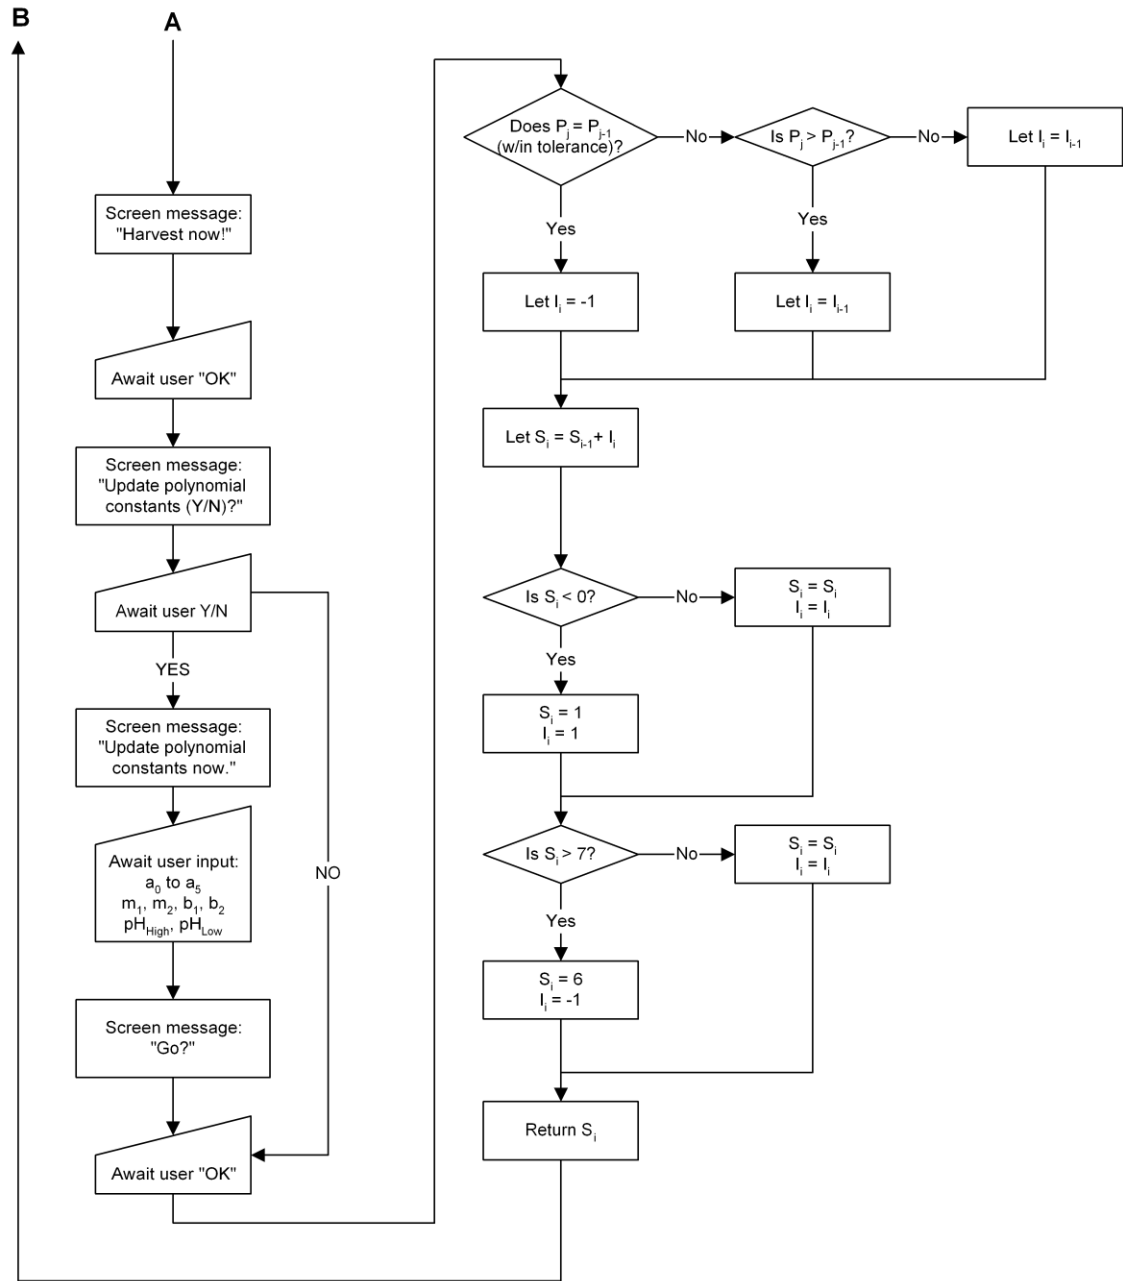 B
A
Screen message:
"Harvest now!"
Await user "OK"
Screen message:
"Update polynomial
constants (Y/N)?"
Await user Y/N
YES
Screen message:
"Update polynomial
constants now."
Await user input:
a0 to a5
m1, m2, b1, b2
pHHigh, pHLow
NO
Screen message:
"Go?"
Await user "OK"
Does Pj = Pj-1
(w/in tolerance)?
No
Is Pj > Pj-1?
No
Let Ii = Ii-1
Yes
Yes
Let Ii = -1
Let Ii = Ii-1
Let Si = Si-1+ Ii
Is Si < 0?
No
Si = Si
Ii = Ii
Yes
Si = 1
Ii = 1
Is Si > 7?
No
Si = Si
Ii = Ii
Yes
Si = 6
Ii = -1
Return Si